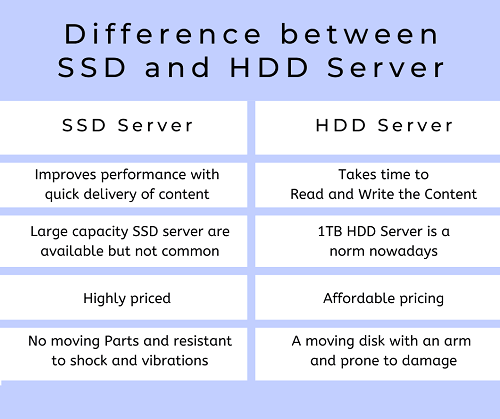 Difference between
SSD and HDD Server
SSD Server
HDD Server
Improves performance with
quick delivery of content
Takes time to
Read and Write the Content
Large capacity SSD server are
available but not common
1TB HDD Server is a
norm nowadays
Highly priced
Affordable pricing
No moving Parts and resistant
to shock and vibrations
A moving disk with an arm
and prone to damage